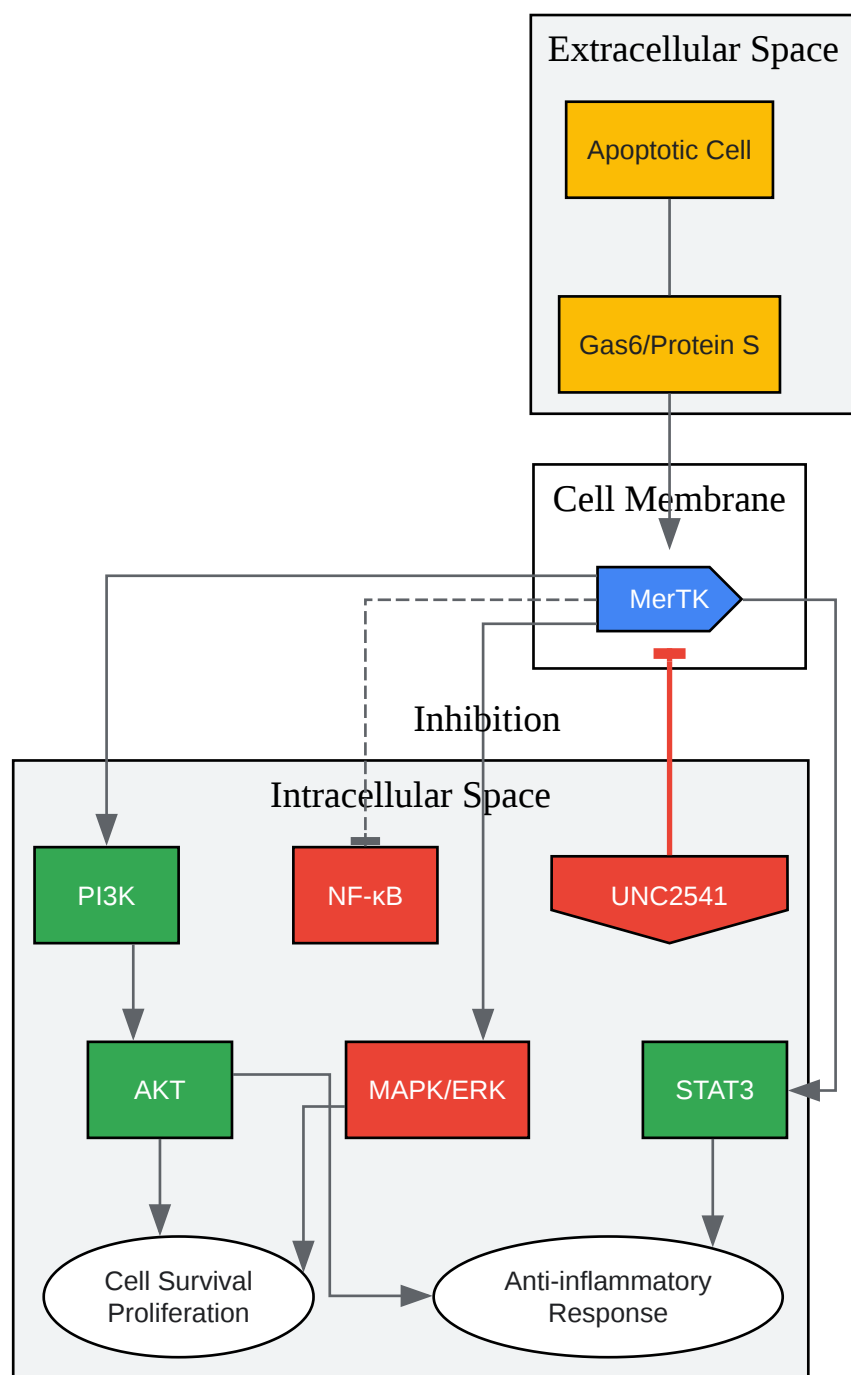 Extracellular Space
Apoptotic Cell
Gas6/Protein S
Cell Membrane
MerTK
Inhibition
Intracellular Space
PI3K
NF-κB
UNC2541
AKT
MAPK/ERK
STAT3
Cell Survival
Proliferation
Anti-inflammatory
Response